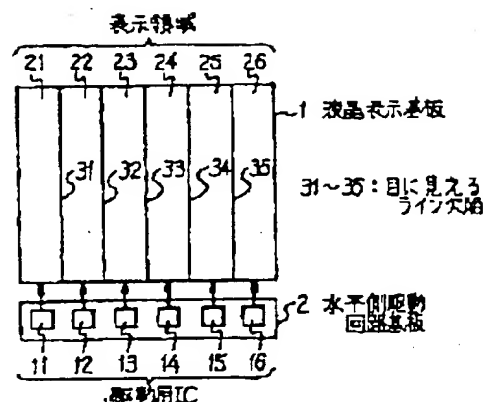 表示領域
21 22 23 24 25 26
1 液晶表示基板
31 32 33 34 35
31～35：目に見える
ライン欠陥
2 水平側駆動
回路基板
11 12 13 14 15 16
駆動用IC